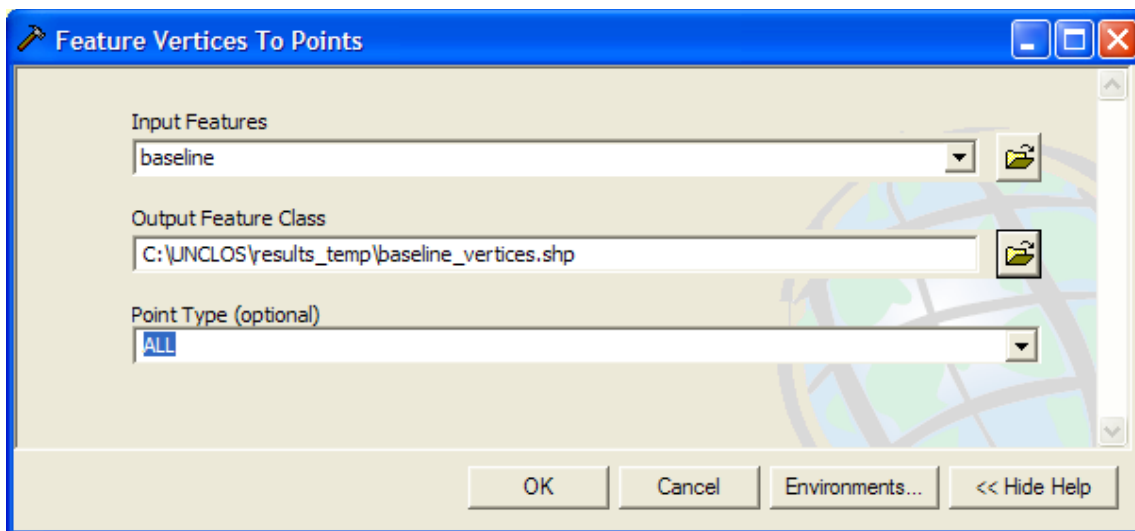 Feature Vertices To Points
Input Features
baseline
Output Feature Class
C:\UNCLOS\results_temp\baseline_vertices.shp
Point Type (optional)
ALL
OK Cancel Environments... << Hide Help